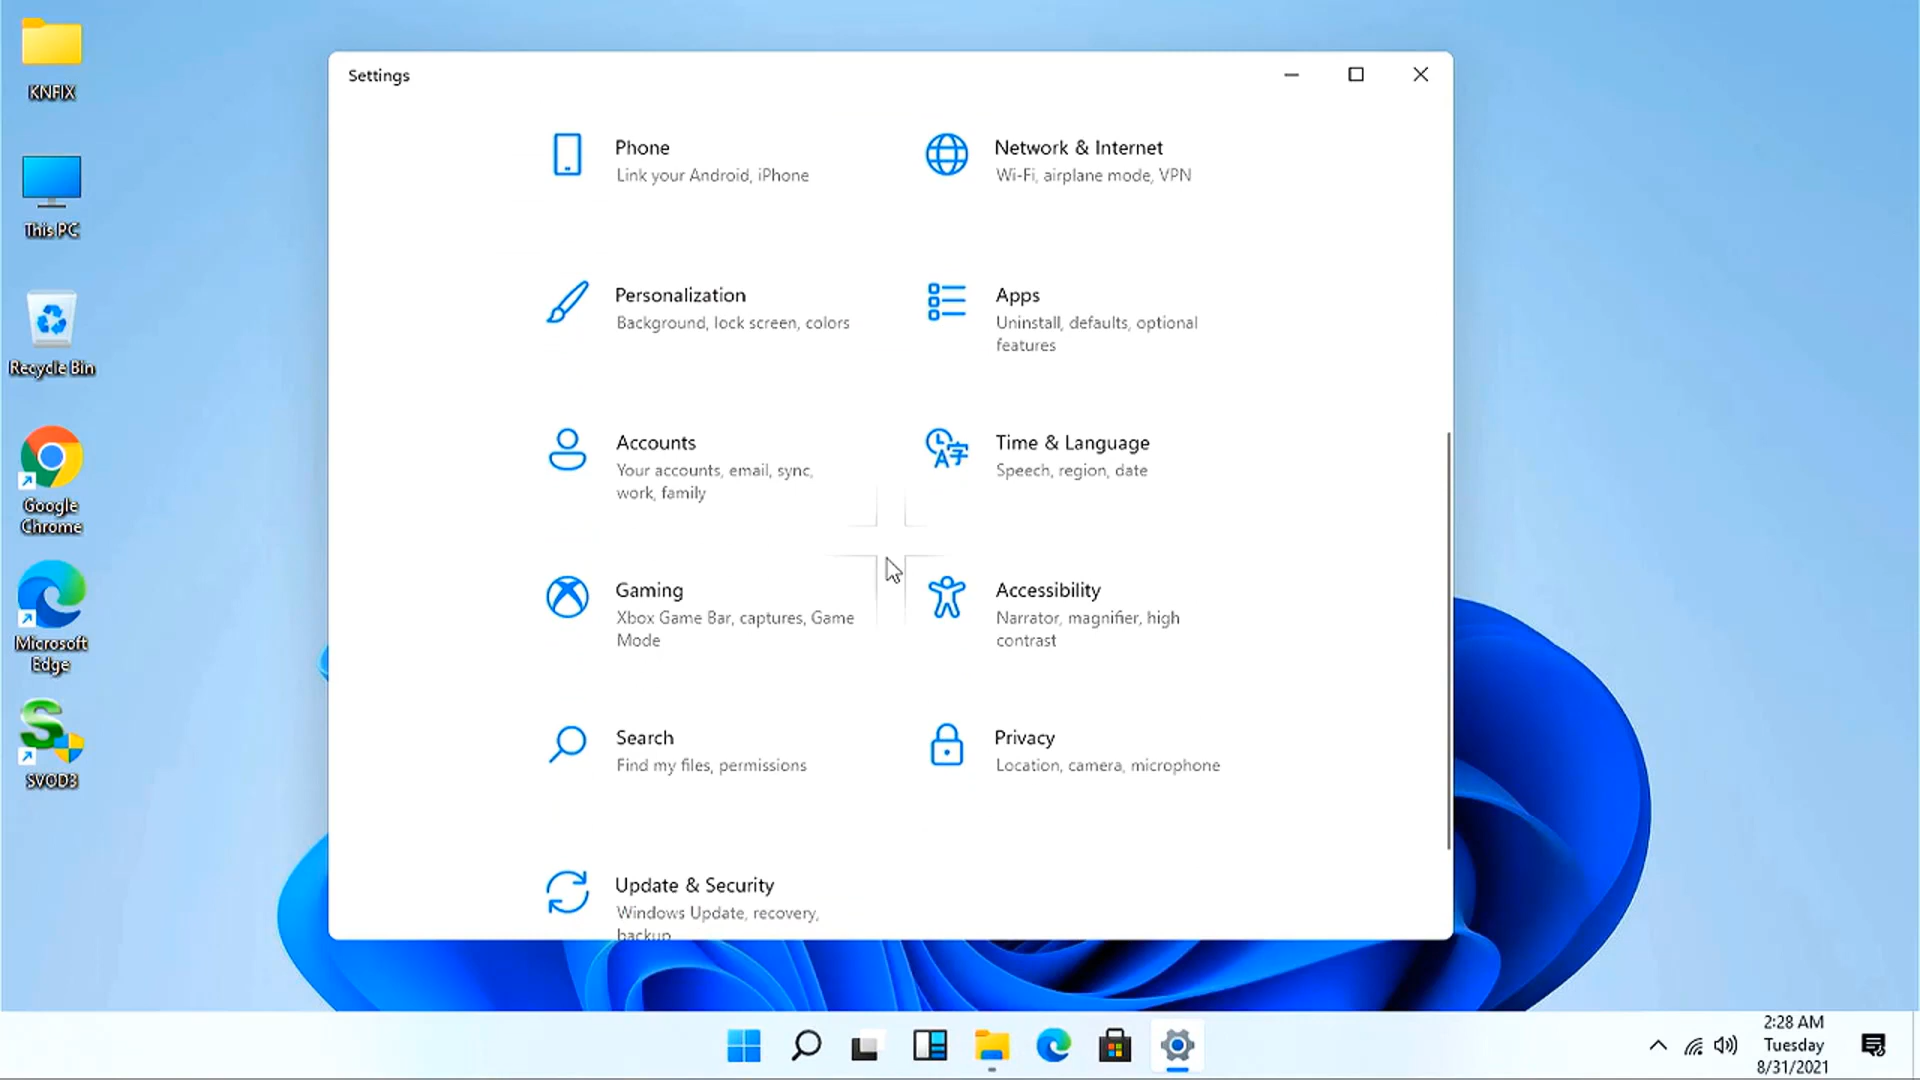 KNFIX
This PC
Recycle Bin
Google
Chrome
Microsoft
Edge
SVOD3
Settings
Phone
Link your Android, iPhone
Network & Internet
Wi-Fi, airplane mode, VPN
Personalization
Background, lock screen, colors
Apps
Uninstall, defaults, optional
features
Accounts
Your accounts, email, sync,
work, family
Time & Language
Speech, region, date
Gaming
Xbox Game Bar, captures, Game
Mode
Accessibility
Narrator, magnifier, high
contrast
Search
Find my files, permissions
Privacy
Location, camera, microphone
Update & Security
Windows Update, recovery,
backup
2:28 AM
Tuesday
8/31/2021